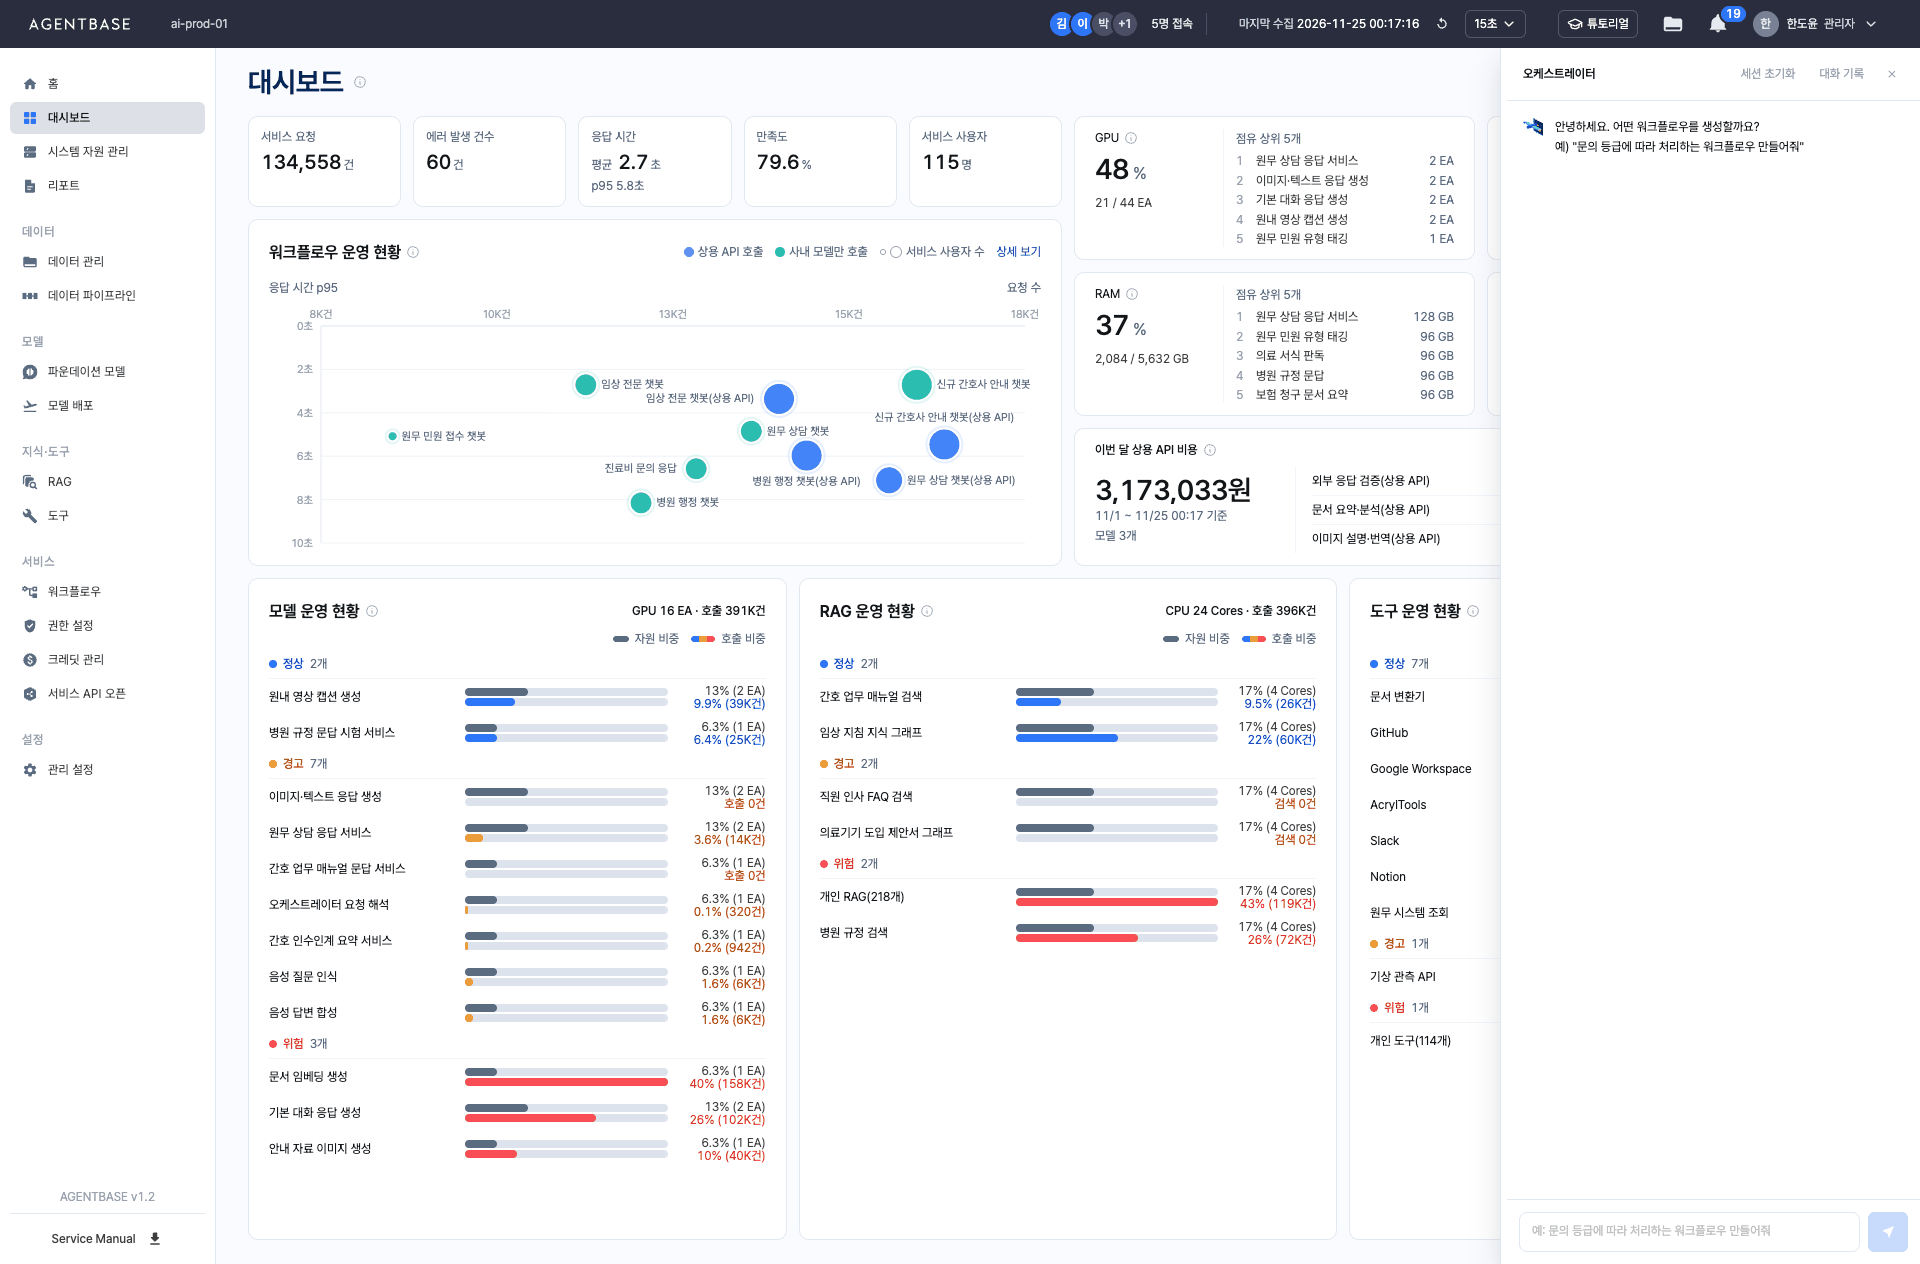 AGENTBASE
ai-prod-01
김 이 박 +1
5명 접속
마지막 수집 2026-11-25 00:17:16
15초
튜토리얼
19
한
한도윤 관리자
홈
대시보드
시스템 자원 관리
리포트
데이터
데이터 관리
데이터 파이프라인
모델
파운데이션 모델
모델 배포
지식·도구
RAG
도구
서비스
워크플로우
권한 설정
크레딧 관리
서비스 API 오픈
설정
관리 설정
AGENTBASE v1.2
Service Manual
대시보드
서비스 요청
134,558 건
에러 발생 건수
60 건
응답 시간
평균 2.7 초
p95 5.8초
만족도
79.6 %
서비스 사용자
115 명
워크플로우 운영 현황
상용 API 호출
사내 모델만 호출
서비스 사용자 수
상세 보기
응답 시간 p95
요청 수
8K건
10K건
13K건
15K건
18K건
0초
2초
4초
6초
8초
10초
임상 전문 챗봇
임상 전문 챗봇(상용 API)
신규 간호사 안내 챗봇
신규 간호사 안내 챗봇(상용 API)
원무 민원 접수 챗봇
원무 상담 챗봇
진료비 문의 응답
병원 행정 챗봇(상용 API)
원무 상담 챗봇(상용 API)
병원 행정 챗봇
GPU
48 %
21 / 44 EA
점유 상위 5개
1 원무 상담 응답 서비스 2 EA
2 이미지·텍스트 응답 생성 2 EA
3 기본 대화 응답 생성 2 EA
4 원내 영상 캡션 생성 2 EA
5 원무 민원 유형 태깅 1 EA
RAM
37 %
2,084 / 5,632 GB
점유 상위 5개
1 원무 상담 응답 서비스 128 GB
2 원무 민원 유형 태깅 96 GB
3 의료 서식 판독 96 GB
4 병원 규정 문답 96 GB
5 보험 청구 문서 요약 96 GB
이번 달 상용 API 비용
3,173,033원
11/1 ~ 11/25 00:17 기준
모델 3개
외부 응답 검증(상용 API)
문서 요약·분석(상용 API)
이미지 설명·번역(상용 API)
모델 운영 현황
GPU 16 EA · 호출 391K건
자원 비중
호출 비중
정상 2개
원내 영상 캡션 생성
13% (2 EA)
9.9% (39K건)
병원 규정 문답 시험 서비스
6.3% (1 EA)
6.4% (25K건)
경고 7개
이미지·텍스트 응답 생성
13% (2 EA)
호출 0건
원무 상담 응답 서비스
13% (2 EA)
3.6% (14K건)
간호 업무 매뉴얼 문답 서비스
6.3% (1 EA)
호출 0건
오케스트레이터 요청 해석
6.3% (1 EA)
0.1% (320건)
간호 인수인계 요약 서비스
6.3% (1 EA)
0.2% (942건)
음성 질문 인식
6.3% (1 EA)
1.6% (6K건)
음성 답변 합성
6.3% (1 EA)
1.6% (6K건)
위험 3개
문서 임베딩 생성
6.3% (1 EA)
40% (158K건)
기본 대화 응답 생성
13% (2 EA)
26% (102K건)
안내 자료 이미지 생성
6.3% (1 EA)
10% (40K건)
RAG 운영 현황
CPU 24 Cores · 호출 396K건
자원 비중
호출 비중
정상 2개
간호 업무 매뉴얼 검색
17% (4 Cores)
9.5% (26K건)
임상 지침 지식 그래프
17% (4 Cores)
22% (60K건)
경고 2개
직원 인사 FAQ 검색
17% (4 Cores)
검색 0건
의료기기 도입 제안서 그래프
17% (4 Cores)
검색 0건
위험 2개
개인 RAG(218개)
17% (4 Cores)
43% (119K건)
병원 규정 검색
17% (4 Cores)
26% (72K건)
도구 운영 현황
정상 7개
문서 변환기
GitHub
Google Workspace
AcrylTools
Slack
Notion
원무 시스템 조회
경고 1개
기상 관측 API
위험 1개
개인 도구(114개)
오케스트레이터
세션 초기화
대화 기록
안녕하세요. 어떤 워크플로우를 생성할까요?
예) "문의 등급에 따라 처리하는 워크플로우 만들어줘"
예: 문의 등급에 따라 처리하는 워크플로우 만들어줘